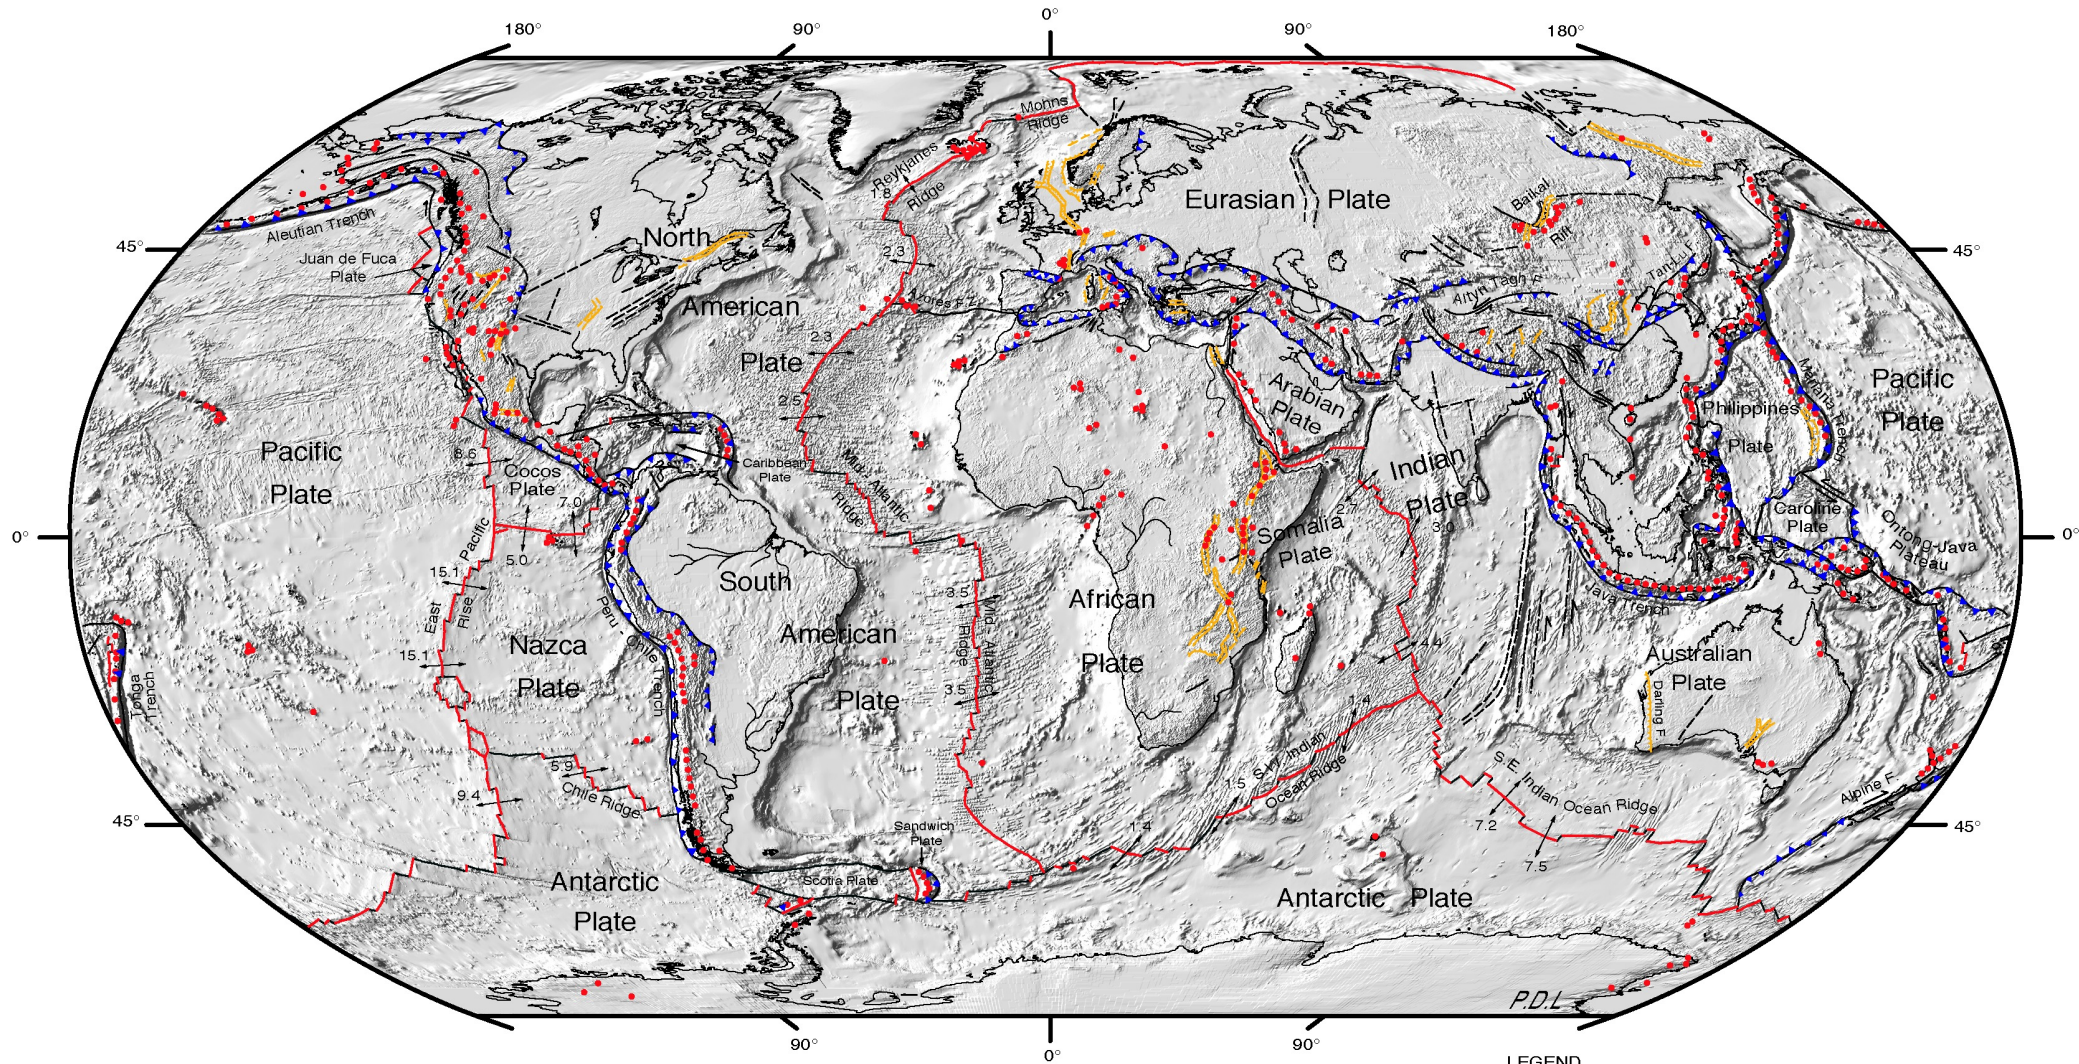 0°
180°
90°
90°
180°
Mohns
Ridge
Reykjanes
Ridge
1.8
Eurasian Plate
Baikal
Rift
Aleutian Trench
45°
45°
North
2.3
Juan de Fuca
Plate
Tan-Lu F.
Altyn Tagh F.
Azores F.Z.
American
2.3
Plate
Arabian
Plate
Mariana Trench
Pacific
Plate
2.5
Philippines
Plate
Pacific
Plate
8.6
Cocos
Plate
Caribbean
Plate
Mid-Atlantic
Ridge
Indian
Plate
7.0
2.7
3.0
Caroline
Plate
Ontong-Java
Plateau
Somalia
Plate
0°
0°
East Pacific
Rise
5.0
15.1
South
3.5
African
Plate
Java Trench
Peru - Chile Trench
Mid - Atlantic
Ridge
American
Plate
Nazca
Plate
15.1
4.4
Australian
Plate
Tonga
Trench
3.5
Darling F.
1.4
5.9
Chile Ridge
S.W. Indian
Ocean Ridge
S.E. Indian Ocean Ridge
9.4
1.5
Alpine F.
45°
45°
1.4
7.2
Sandwich
Plate
7.5
Scotia Plate
Antarctic
Plate
Antarctic Plate
P.D.L
90°
0°
90°
LEGEND